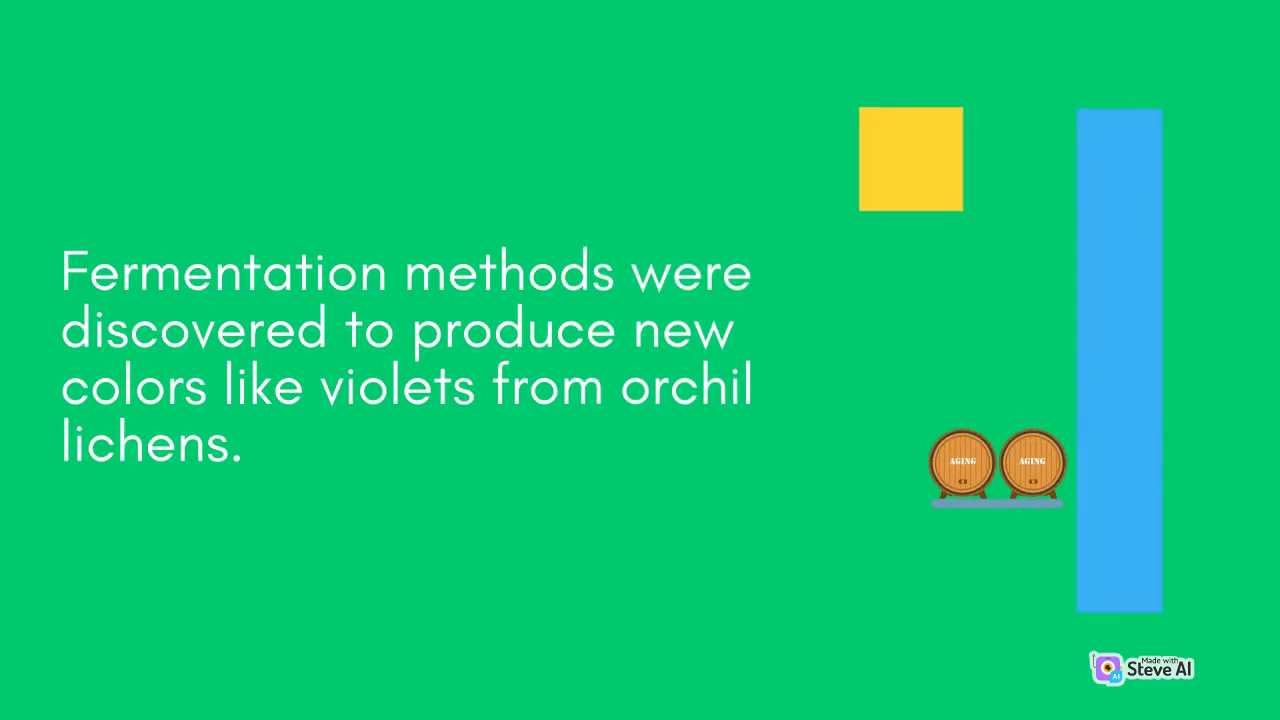 Fermentation methods were
discovered to produce new
colors like violets from orchil
lichens.
AGING AGING
Made with
Steve AI
AI